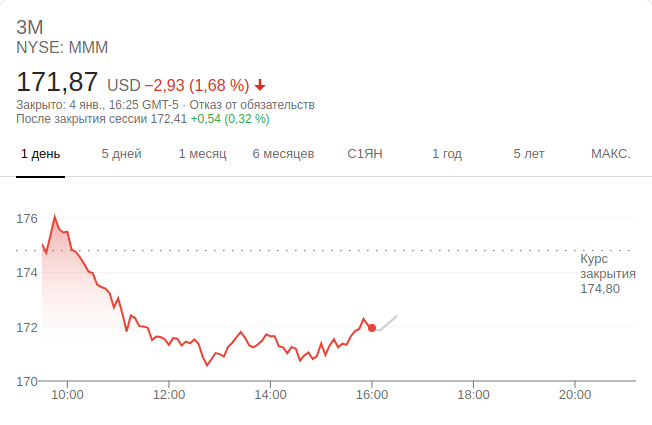 3M
NYSE: MMM
171,87 USD −2,93 (1,68 %)
Закрыто: 4 янв., 16:25 GMT-5 · Отказ от обязательств
После закрытия сессии 172,41 +0,54 (0,32 %)
1 день 5 дней 1 месяц 6 месяцев С1ЯН 1 год 5 лет МАКС.
176
174
172
170
Курс
закрытия
174,80
10:00 12:00 14:00 16:00 18:00 20:00